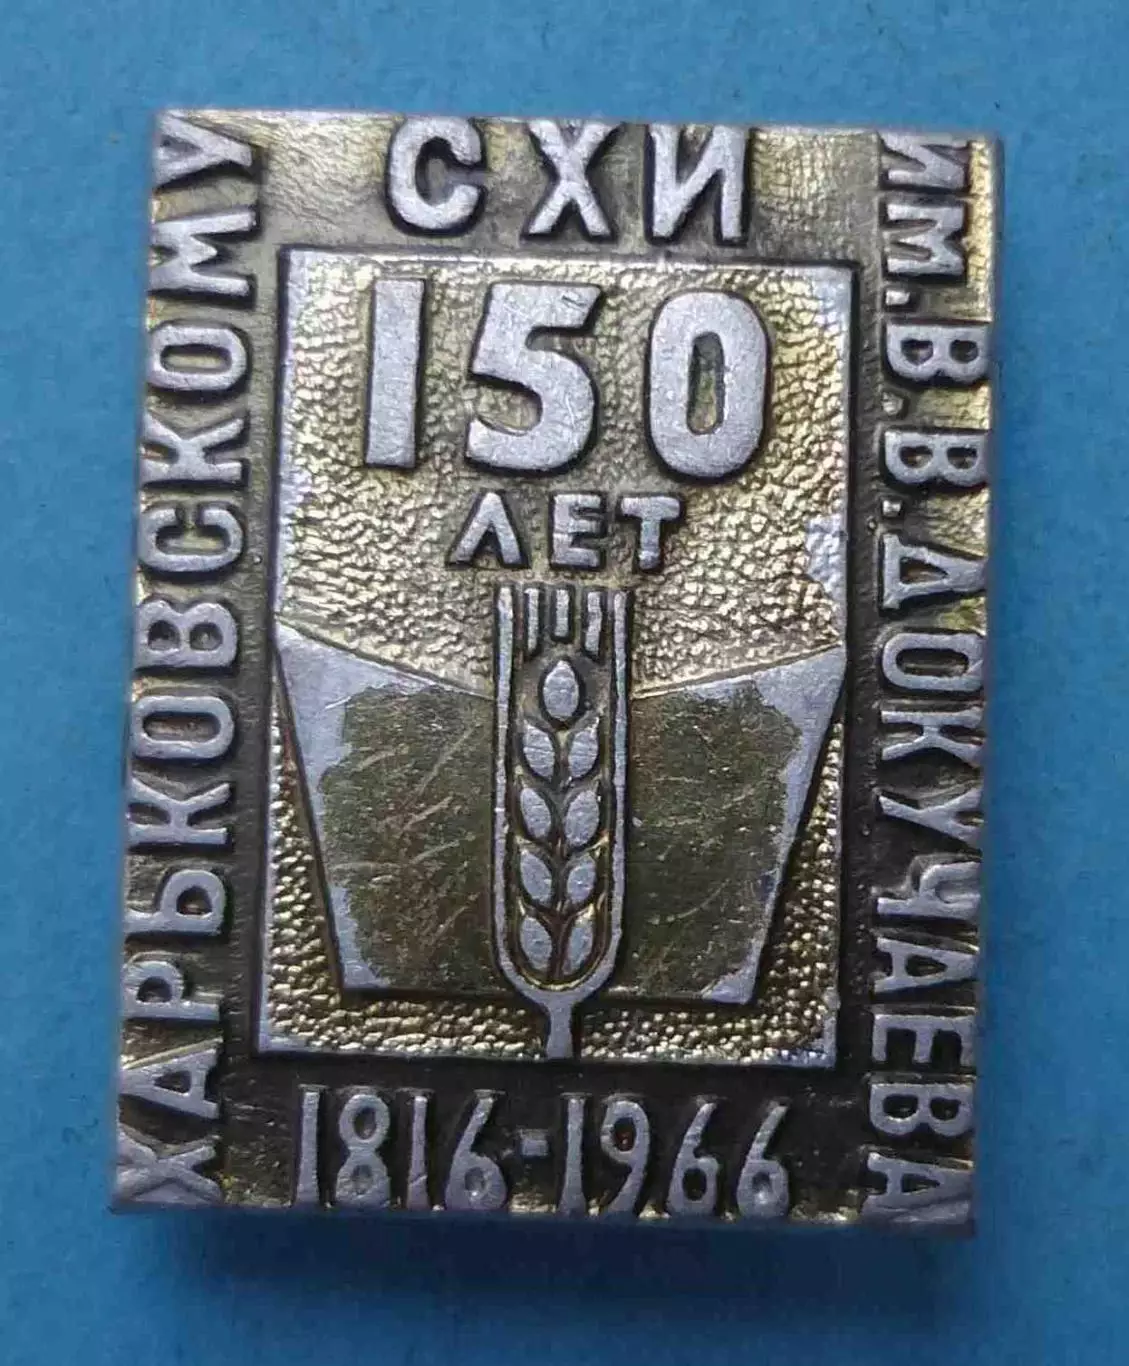 ХАРЬКОВСКОМУ
СХИ
ИМ.В.В.ДОКУЧАЕВА
150
ЛЕТ
1816-1966